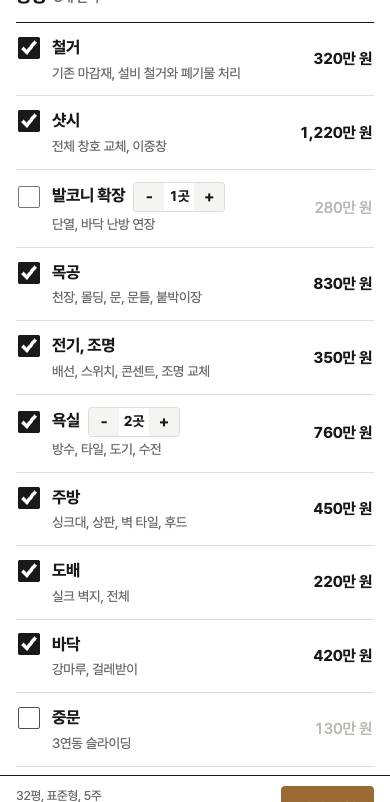 철거
320만 원
기존 마감재, 설비 철거와 폐기물 처리
샷시
1,220만 원
전체 창호 교체, 이중창
발코니 확장 - 1곳 +
280만 원
단열, 바닥 난방 연장
목공
830만 원
천장, 몰딩, 문, 문틀, 붙박이장
전기, 조명
350만 원
배선, 스위치, 콘센트, 조명 교체
욕실 - 2곳 +
760만 원
방수, 타일, 도기, 수전
주방
450만 원
싱크대, 상판, 벽 타일, 후드
도배
220만 원
실크 벽지, 전체
바닥
420만 원
강마루, 걸레받이
중문
130만 원
3연동 슬라이딩
32평, 표준형, 5주